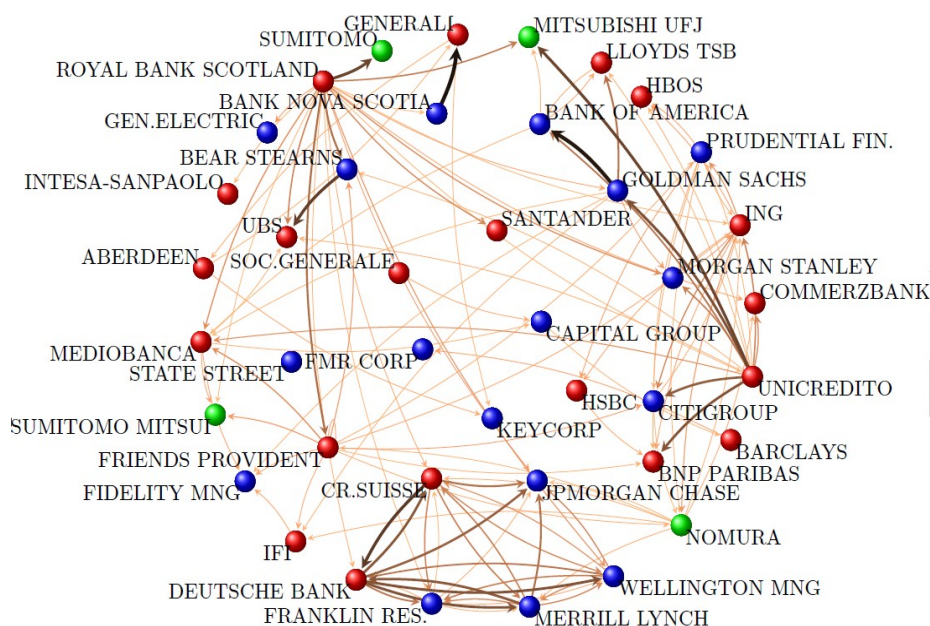 GENERALI
MITSUBISHI UFJ
SUMITOMO
LLOYDS TSB
ROYAL BANK SCOTLAND
HBOS
BANK NOVA SCOTIA
BANK OF AMERICA
GEN.ELECTRIC
PRUDENTIAL FIN.
BEAR STEARNS
GOLDMAN SACHS
INTESA-SANPAOLO
ING
SANTANDER
UBS
ABERDEEN
SOC.GENERALE
MORGAN STANLEY
COMMERZBANK
CAPITAL GROUP
MEDIOBANCA
FMR CORP
STATE STREET
UNICREDITO
HSBC
CITIGROUP
SUMITOMO MITSUI
KEYCORP
BARCLAYS
FRIENDS PROVIDENT
BNP PARIBAS
CR.SUISSE
JPMORGAN CHASE
FIDELITY MNG
NOMURA
IFI
WELLINGTON MNG
DEUTSCHE BANK
FRANKLIN RES.
MERRILL LYNCH